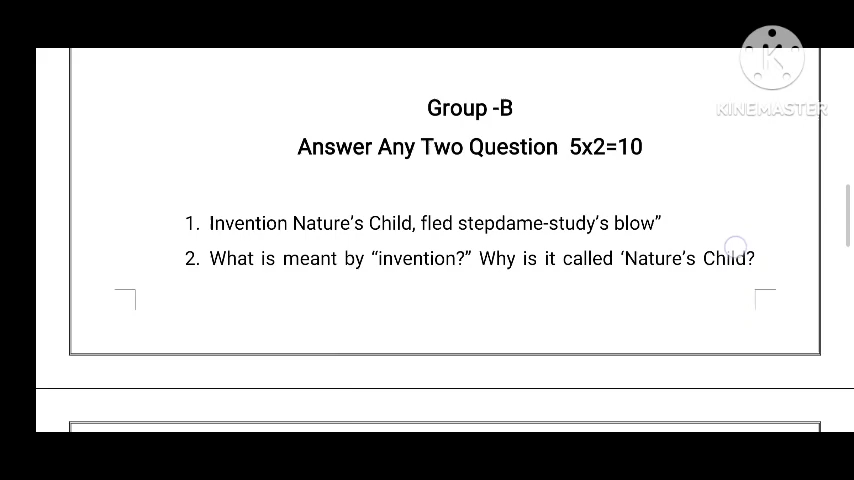 KINEMASTER
Group -B
Answer Any Two Question 5x2=10
1. Invention Nature's Child, fled stepdame-study's blow”
2. What is meant by “invention?” Why is it called ‘Nature's Child?